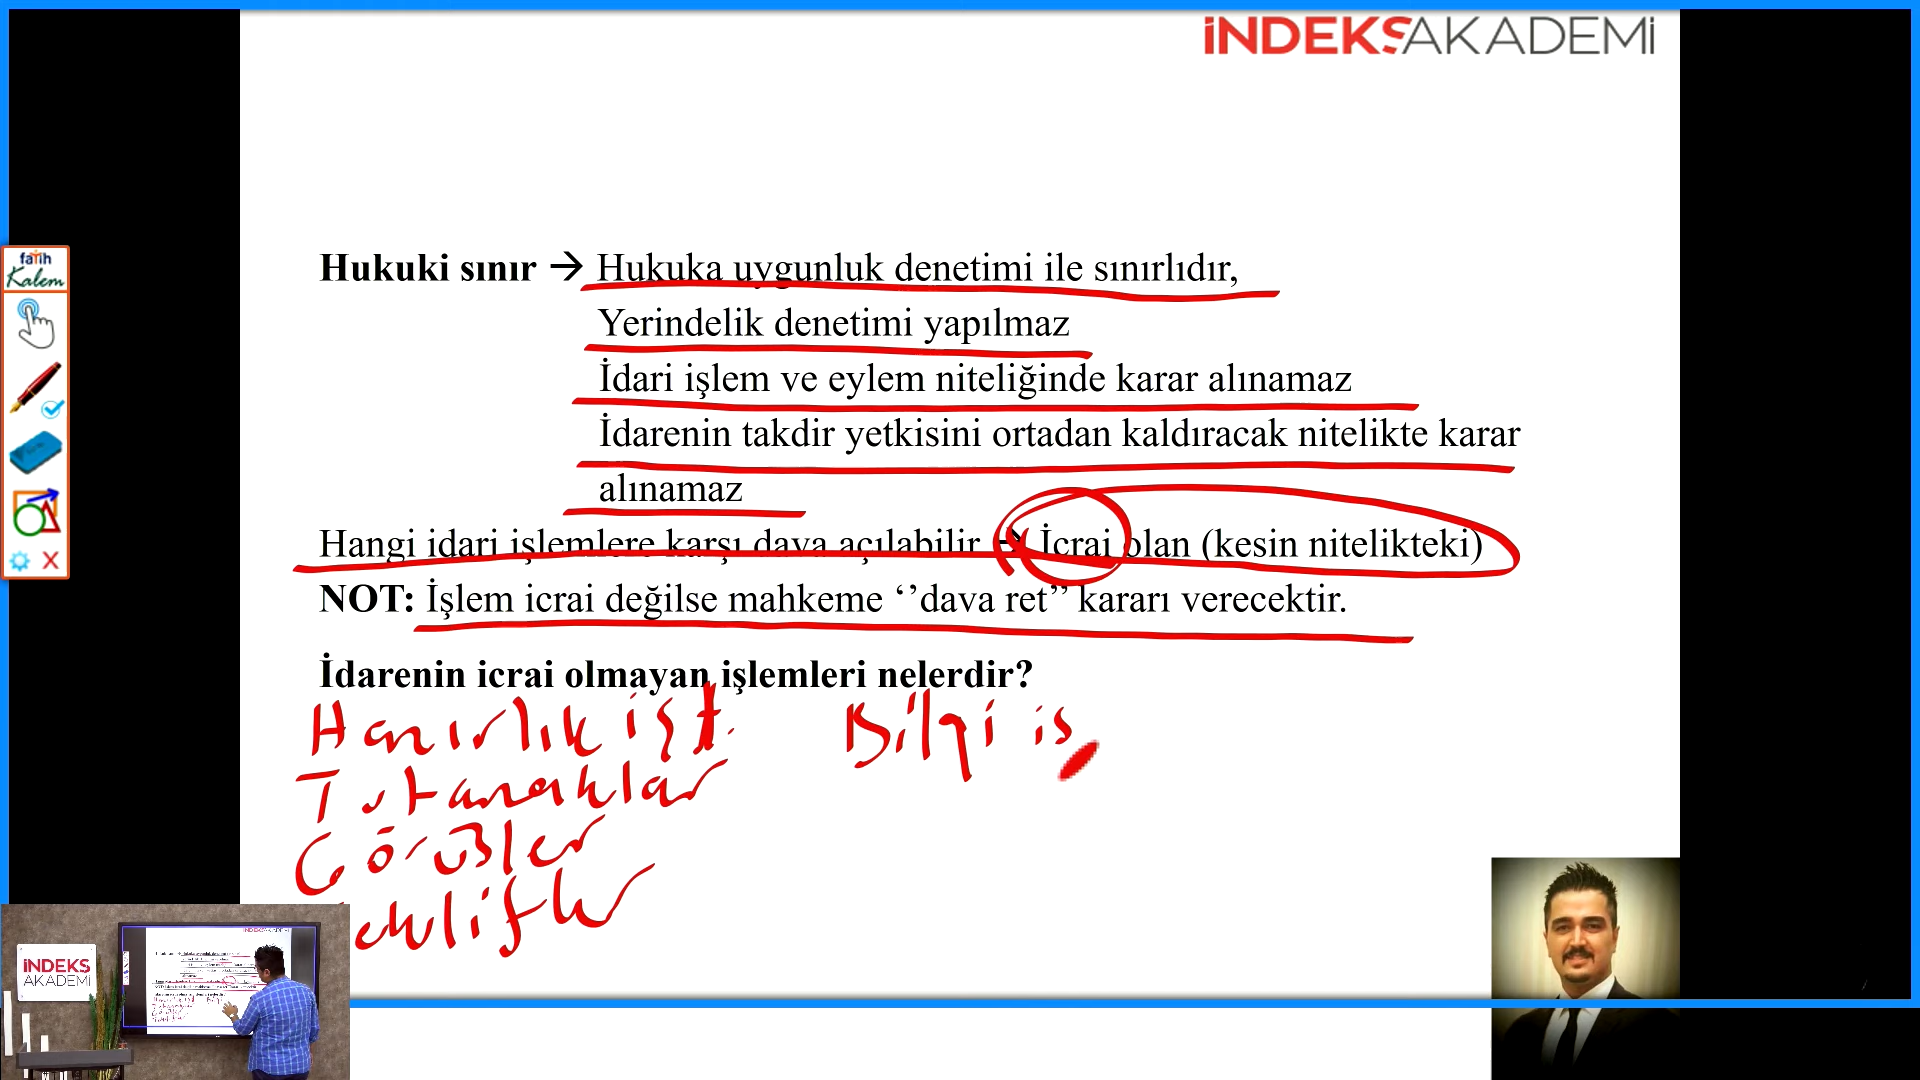 İNDEKSAKADEMİ
fatih
Kalem
Hukuki sınır → Hukuka uygunluk denetimi ile sınırlıdır,
Yerindelik denetimi yapılmaz
İdari işlem ve eylem niteliğinde karar alınamaz
İdarenin takdir yetkisini ortadan kaldıracak nitelikte karar
alınamaz
Hangi idari işlemlere karşı dava açılabilir → İcrai olan (kesin nitelikteki)
NOT: İşlem icrai değilse mahkeme ‘’dava ret’’ kararı verecektir.
İdarenin icrai olmayan işlemleri nelerdir?
Hazırlık işl. Bilgi is
Tutanaklar
Görüşler
İNDEKS
AKADEMİ